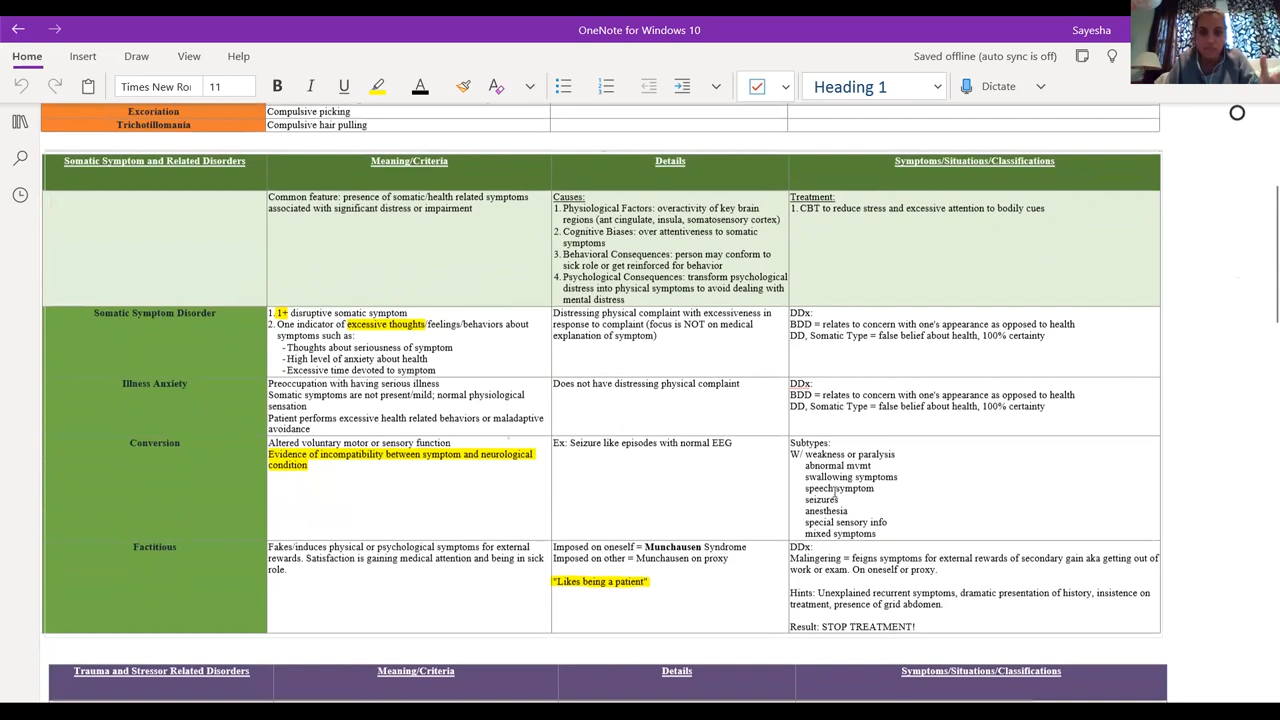 OneNote for Windows 10
Sayesha
Home Insert Draw View Help
Saved offline (auto sync is off)
Times New Ror 11 B I U A A Heading 1 Dictate
Excoriation Compulsive picking
Trichotillomania Compulsive hair pulling
Somatic Symptom and Related Disorders Meaning/Criteria Details Symptoms/Situations/Classifications
Common feature: presence of somatic/health related symptoms
associated with significant distress or impairment
Causes:
1. Physiological Factors: overactivity of key brain
regions (ant cingulate, insula, somatosensory cortex)
2. Cognitive Biases: over attentiveness to somatic
symptoms
3. Behavioral Consequences: person may conform to
sick role or get reinforced for behavior
4. Psychological Consequences: transform psychological
distress into physical symptoms to avoid dealing with
mental distress
Treatment:
1. CBT to reduce stress and excessive attention to bodily cues
Somatic Symptom Disorder
1. 1+ disruptive somatic symptom
2. One indicator of excessive thoughts/feelings/behaviors about
symptoms such as:
- Thoughts about seriousness of symptom
- High level of anxiety about health
- Excessive time devoted to symptom
Distressing physical complaint with excessiveness in
response to complaint (focus is NOT on medical
explanation of symptom)
DDx:
BDD = relates to concern with one's appearance as opposed to health
DD, Somatic Type = false belief about health, 100% certainty
Illness Anxiety
Preoccupation with having serious illness
Somatic symptoms are not present/mild; normal physiological
sensation
Patient performs excessive health related behaviors or maladaptive
avoidance
Does not have distressing physical complaint
DDx:
BDD = relates to concern with one's appearance as opposed to health
DD, Somatic Type = false belief about health, 100% certainty
Conversion
Altered voluntary motor or sensory function
Evidence of incompatibility between symptom and neurological
condition
Ex: Seizure like episodes with normal EEG
Subtypes:
W/ weakness or paralysis
abnormal mvmt
swallowing symptoms
speech symptom
seizures
anesthesia
special sensory info
mixed symptoms
Factitious
Fakes/induces physical or psychological symptoms for external
rewards. Satisfaction is gaining medical attention and being in sick
role.
Imposed on oneself = Munchausen Syndrome
Imposed on other = Munchausen on proxy
"Likes being a patient"
DDx:
Malingering = feigns symptoms for external rewards of secondary gain aka getting out of
work or exam. On oneself or proxy.
Hints: Unexplained recurrent symptoms, dramatic presentation of history, insistence on
treatment, presence of grid abdomen.
Result: STOP TREATMENT!
Trauma and Stressor Related Disorders Meaning/Criteria Details Symptoms/Situations/Classifications